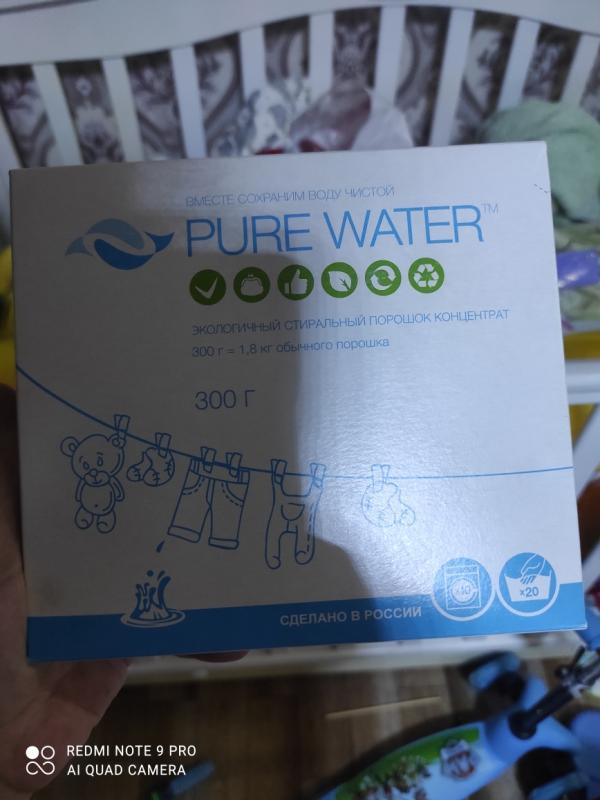 ВМЕСТЕ СОХРАНИМ ВОДУ ЧИСТОЙ
PURE WATER™
ЭКОЛОГИЧНЫЙ СТИРАЛЬНЫЙ ПОРОШОК КОНЦЕНТРАТ
300 г = 1,8 кг обычного порошка
300 Г
x10
x20
СДЕЛАНО В РОССИИ
REDMI NOTE 9 PRO
AI QUAD CAMERA